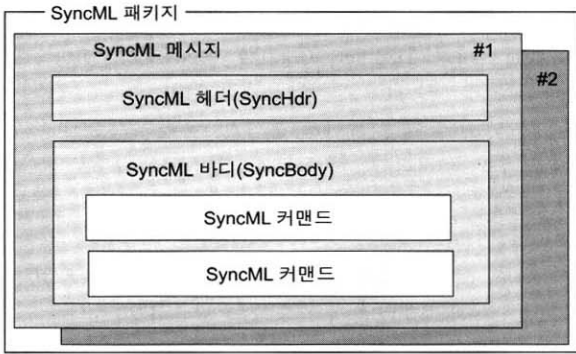 SyncML 패키지
SyncML 메시지 #1
#2
SyncML 헤더(SyncHdr)
SyncML 바디(SyncBody)
SyncML 커맨드
SyncML 커맨드